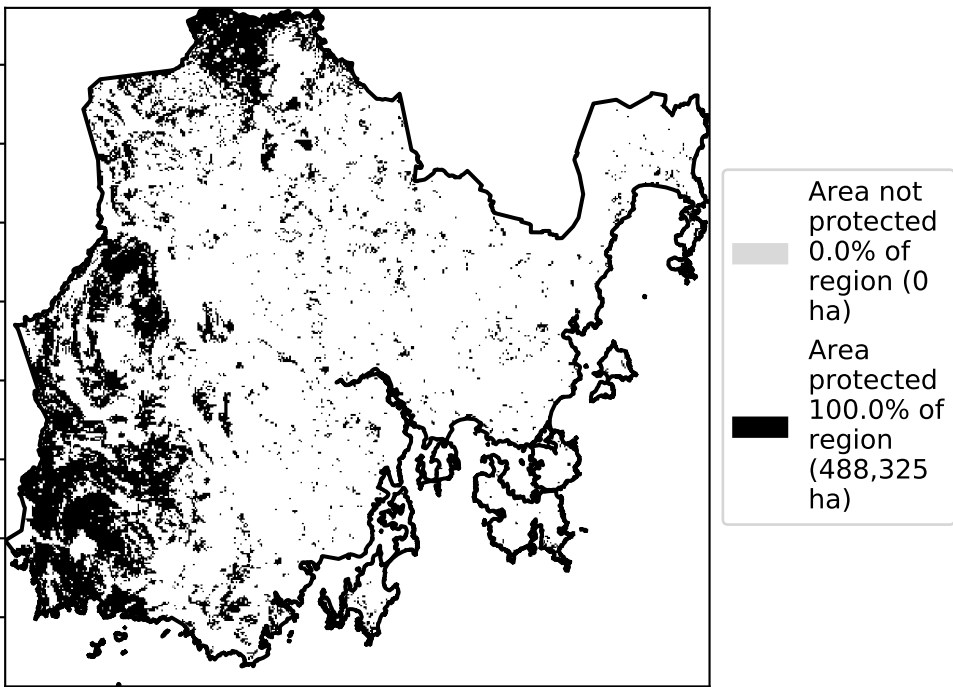 Area not
protected
0.0% of
region (0
ha)
Area
protected
100.0% of
region
(488,325
ha)